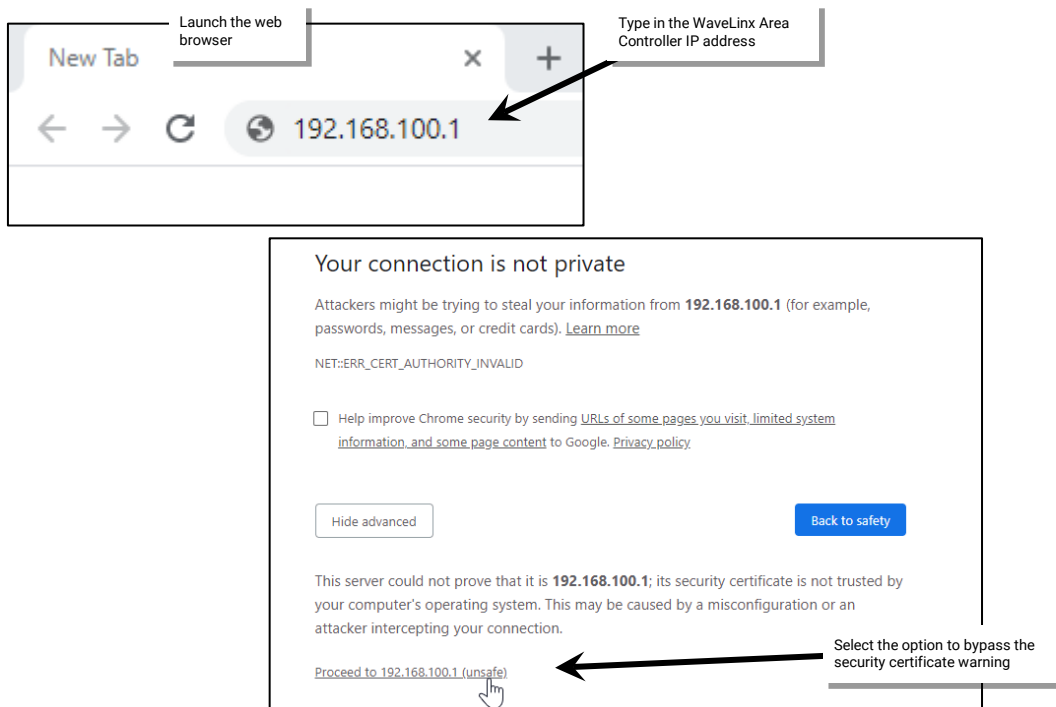 Launch the web
browser
Type in the WaveLinx Area
Controller IP address
New Tab
192.168.100.1
Your connection is not private
Attackers might be trying to steal your information from 192.168.100.1 (for example,
passwords, messages, or credit cards). Learn more
NET::ERR_CERT_AUTHORITY_INVALID
Help improve Chrome security by sending URLs of some pages you visit, limited system
information, and some page content to Google. Privacy policy
Hide advanced
Back to safety
This server could not prove that it is 192.168.100.1; its security certificate is not trusted by
your computer's operating system. This may be caused by a misconfiguration or an
attacker intercepting your connection.
Select the option to bypass the
security certificate warning
Proceed to 192.168.100.1 (unsafe)